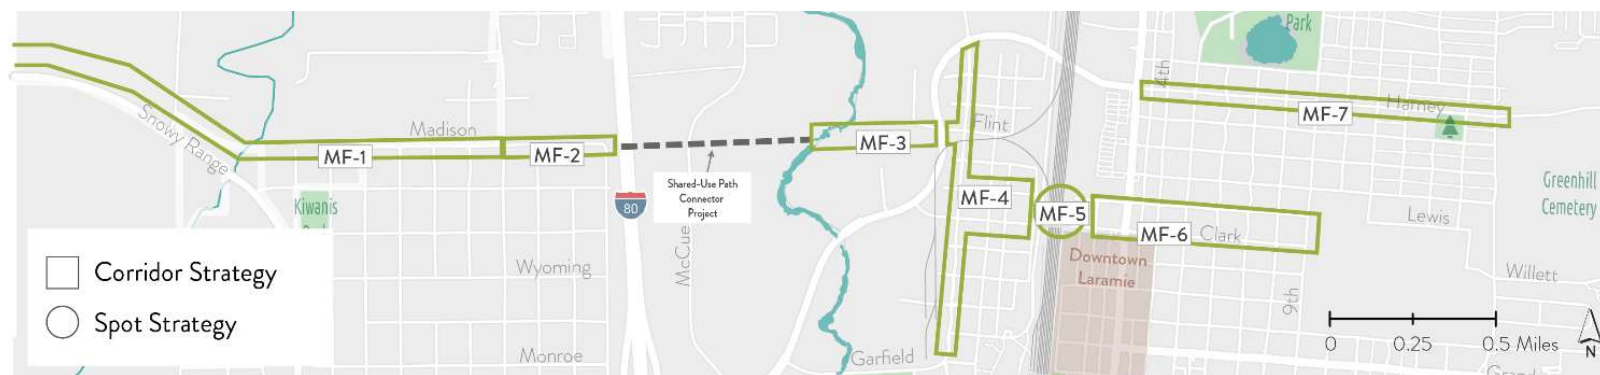 Park
4th
Harney
MF-7
Snowy Range
Madison
MF-1
MF-2
Flint
MF-3
Shared-Use Path
Connector
Project
80
McCue
Kiwanis
MF-4
MF-5
MF-6
Clark
Lewis
Greenhill
Cemetery
Downtown
Laramie
Willett
9th
Wyoming
Monroe
Garfield
Corridor Strategy
Spot Strategy
0 0.25 0.5 Miles
N